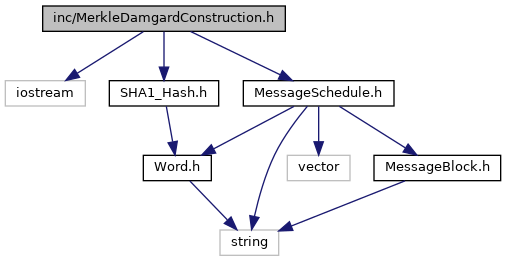 inc/MerkleDamgardConstruction.h
iostream
SHA1_Hash.h
MessageSchedule.h
Word.h
vector
MessageBlock.h
string